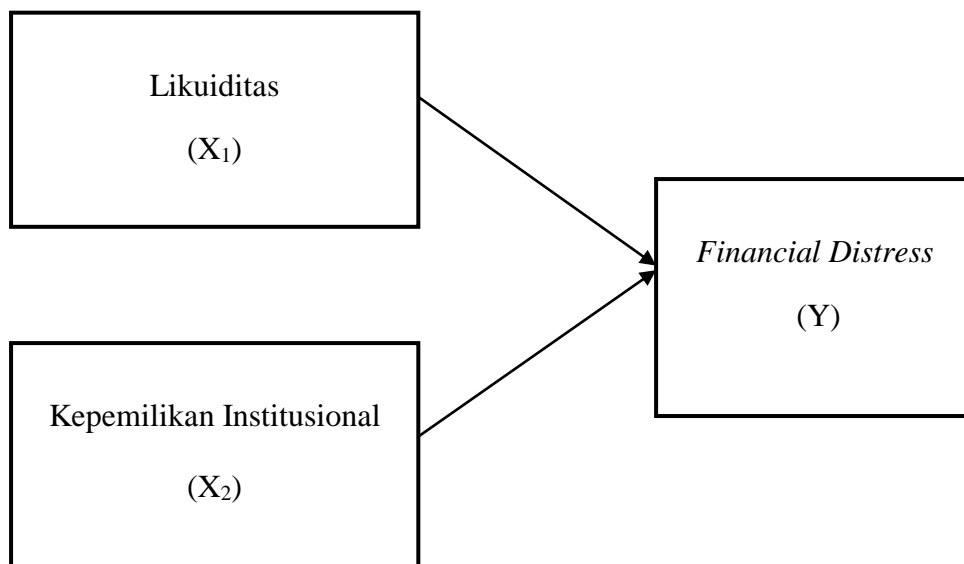 Likuiditas
(X₁)
Financial Distress
(Y)
Kepemilikan Institusional
(X₂)